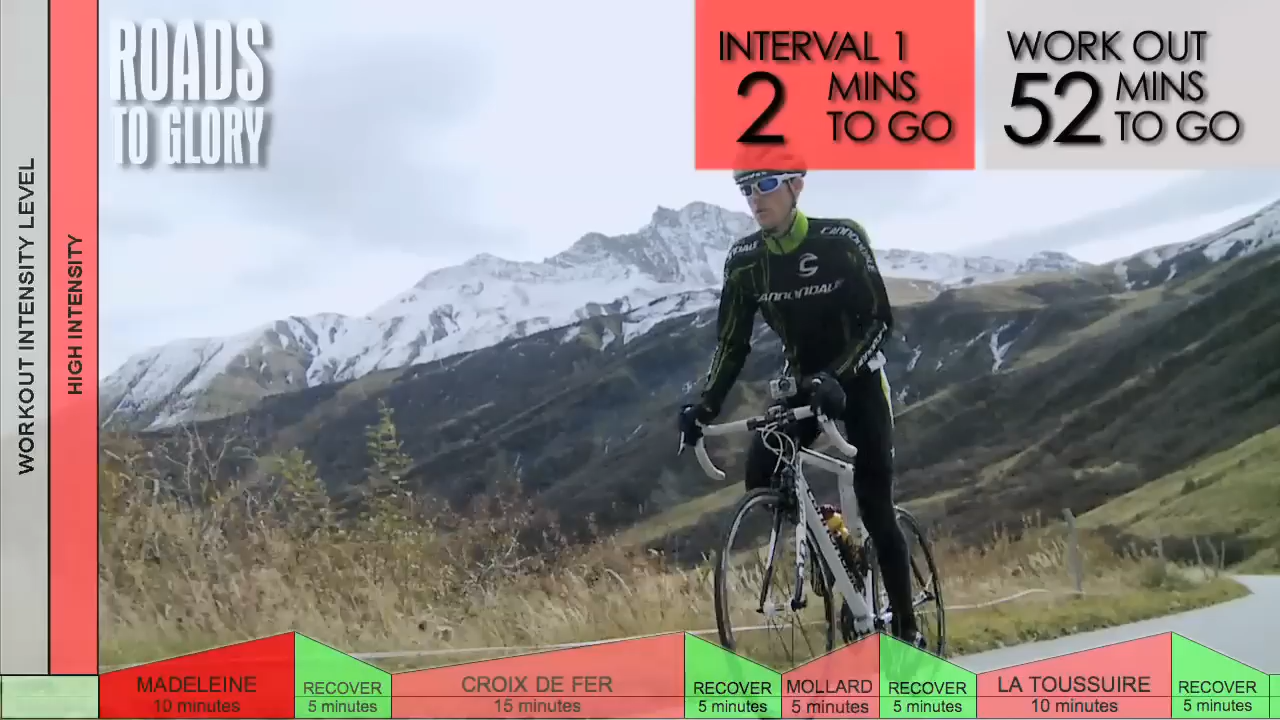 ROADS
TO GLORY
INTERVAL 1
2 MINS
TO GO
WORK OUT
52 MINS
TO GO
WORKOUT INTENSITY LEVEL
HIGH INTENSITY
CANNONDALE
CANNONDALE
MADELEINE
10 minutes
RECOVER
5 minutes
CROIX DE FER
15 minutes
RECOVER
5 minutes
MOLLARD
5 minutes
RECOVER
5 minutes
LA TOUSSUIRE
10 minutes
RECOVER
5 minutes